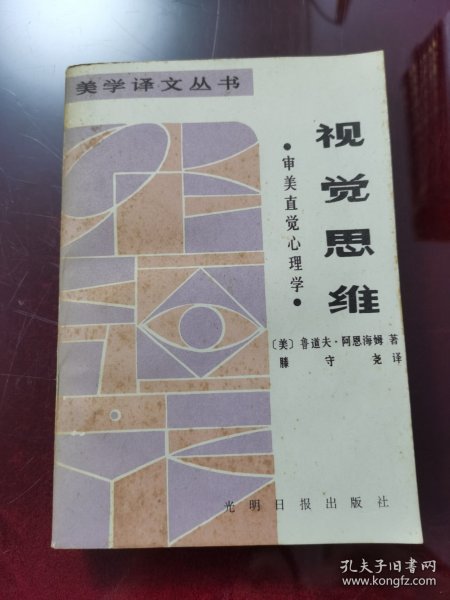 美学译文丛书
视觉思维
•审美直觉心理学•
〔美〕鲁道夫·阿恩海姆 著
滕守尧 译
光明日报出版社
孔夫子旧书网
www.kongfz.com